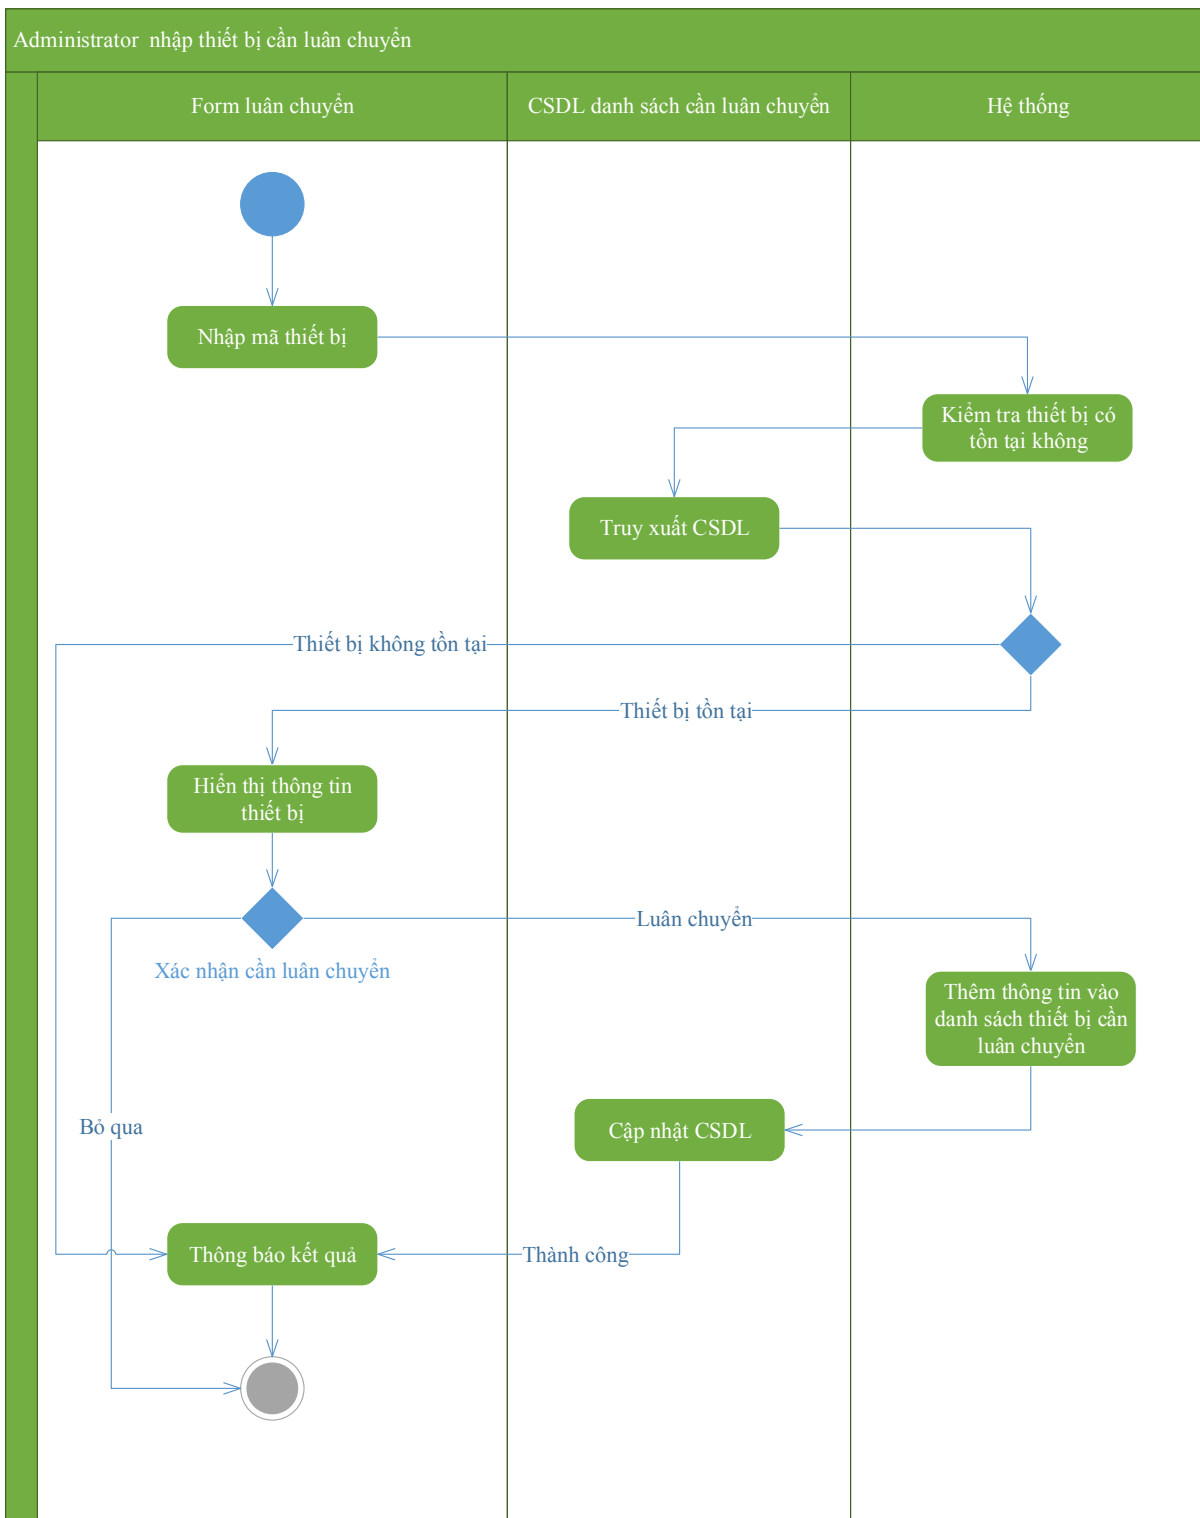 Administrator nhập thiết bị cần luân chuyển
Form luân chuyển
CSDL danh sách cần luân chuyển
Hệ thống
Nhập mã thiết bị
Kiểm tra thiết bị có
tồn tại không
Truy xuất CSDL
Thiết bị không tồn tại
Thiết bị tồn tại
Hiển thị thông tin
thiết bị
Luân chuyển
Xác nhận cần luân chuyển
Thêm thông tin vào
danh sách thiết bị cần
luân chuyển
Bỏ qua
Cập nhật CSDL
Thông báo kết quả
Thành công